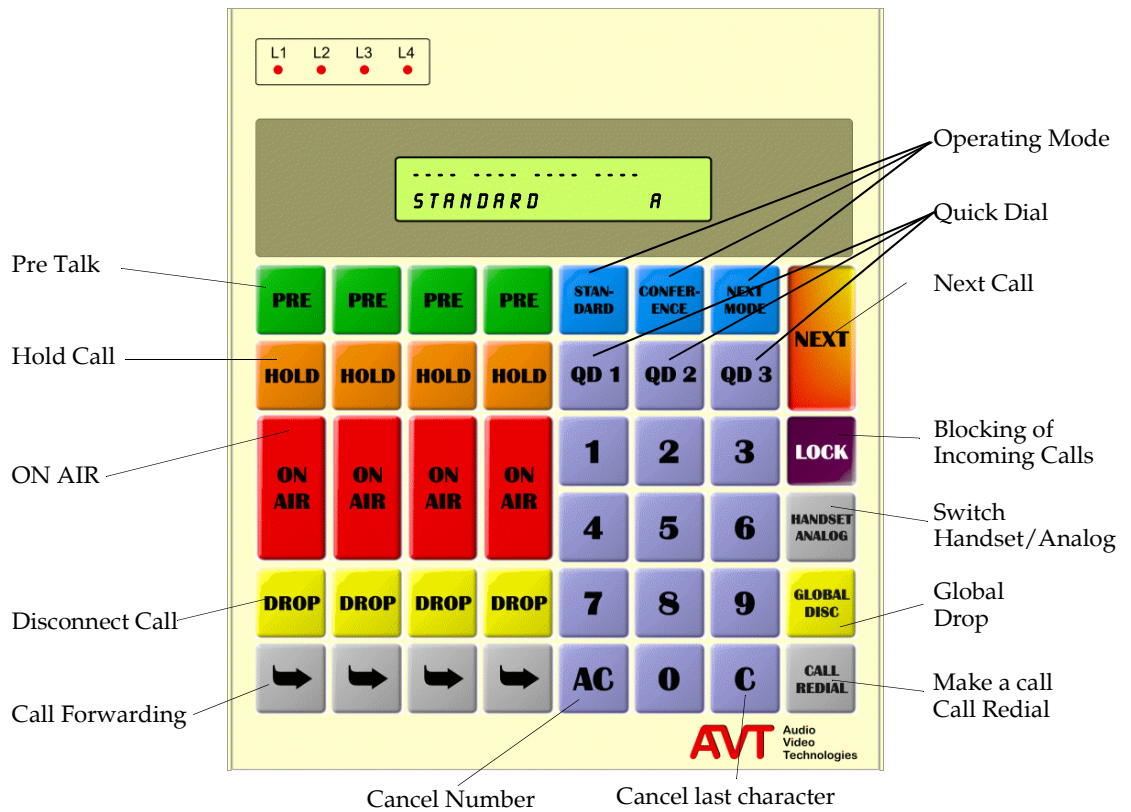 L1 L2 L3 L4
---- ---- ---- ----
STANDARD A
Operating Mode
Quick Dial
Pre Talk
PRE PRE PRE PRE
STAN-
DARD
CONFER-
ENCE
NEXT
MODE
NEXT
Next Call
Hold Call
HOLD HOLD HOLD HOLD
QD 1 QD 2 QD 3
ON AIR
ON
AIR
ON
AIR
ON
AIR
ON
AIR
1 2 3
LOCK
Blocking of
Incoming Calls
4 5 6
HANDSET
ANALOG
Switch
Handset/Analog
Disconnect Call
DROP DROP DROP DROP
7 8 9
GLOBAL
DISC
Global
Drop
Call Forwarding
AC 0 C
CALL
REDIAL
Make a call
Call Redial
AVT
Audio
Video
Technologies
Cancel Number
Cancel last character